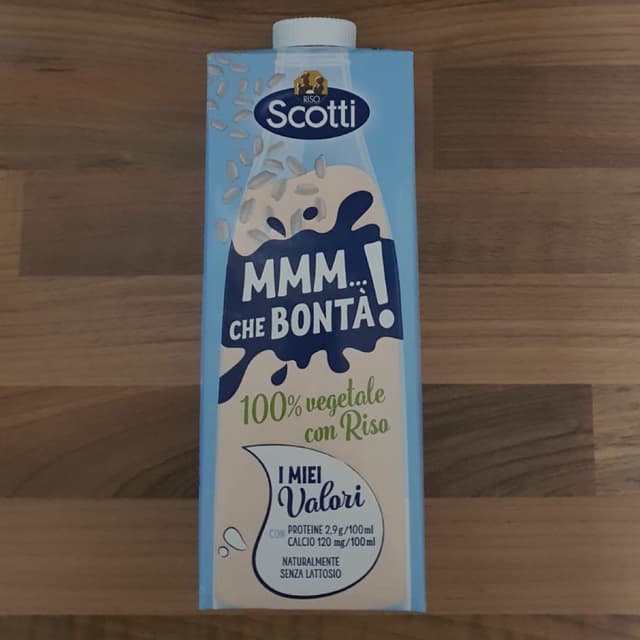 RISO
Scotti
MMM...
CHE BONTÀ!
100% vegetale
con Riso
I MIEI
Valori
CON PROTEINE 2,9 g/100 ml
CALCIO 120 mg/100 ml
NATURALMENTE
SENZA LATTOSIO